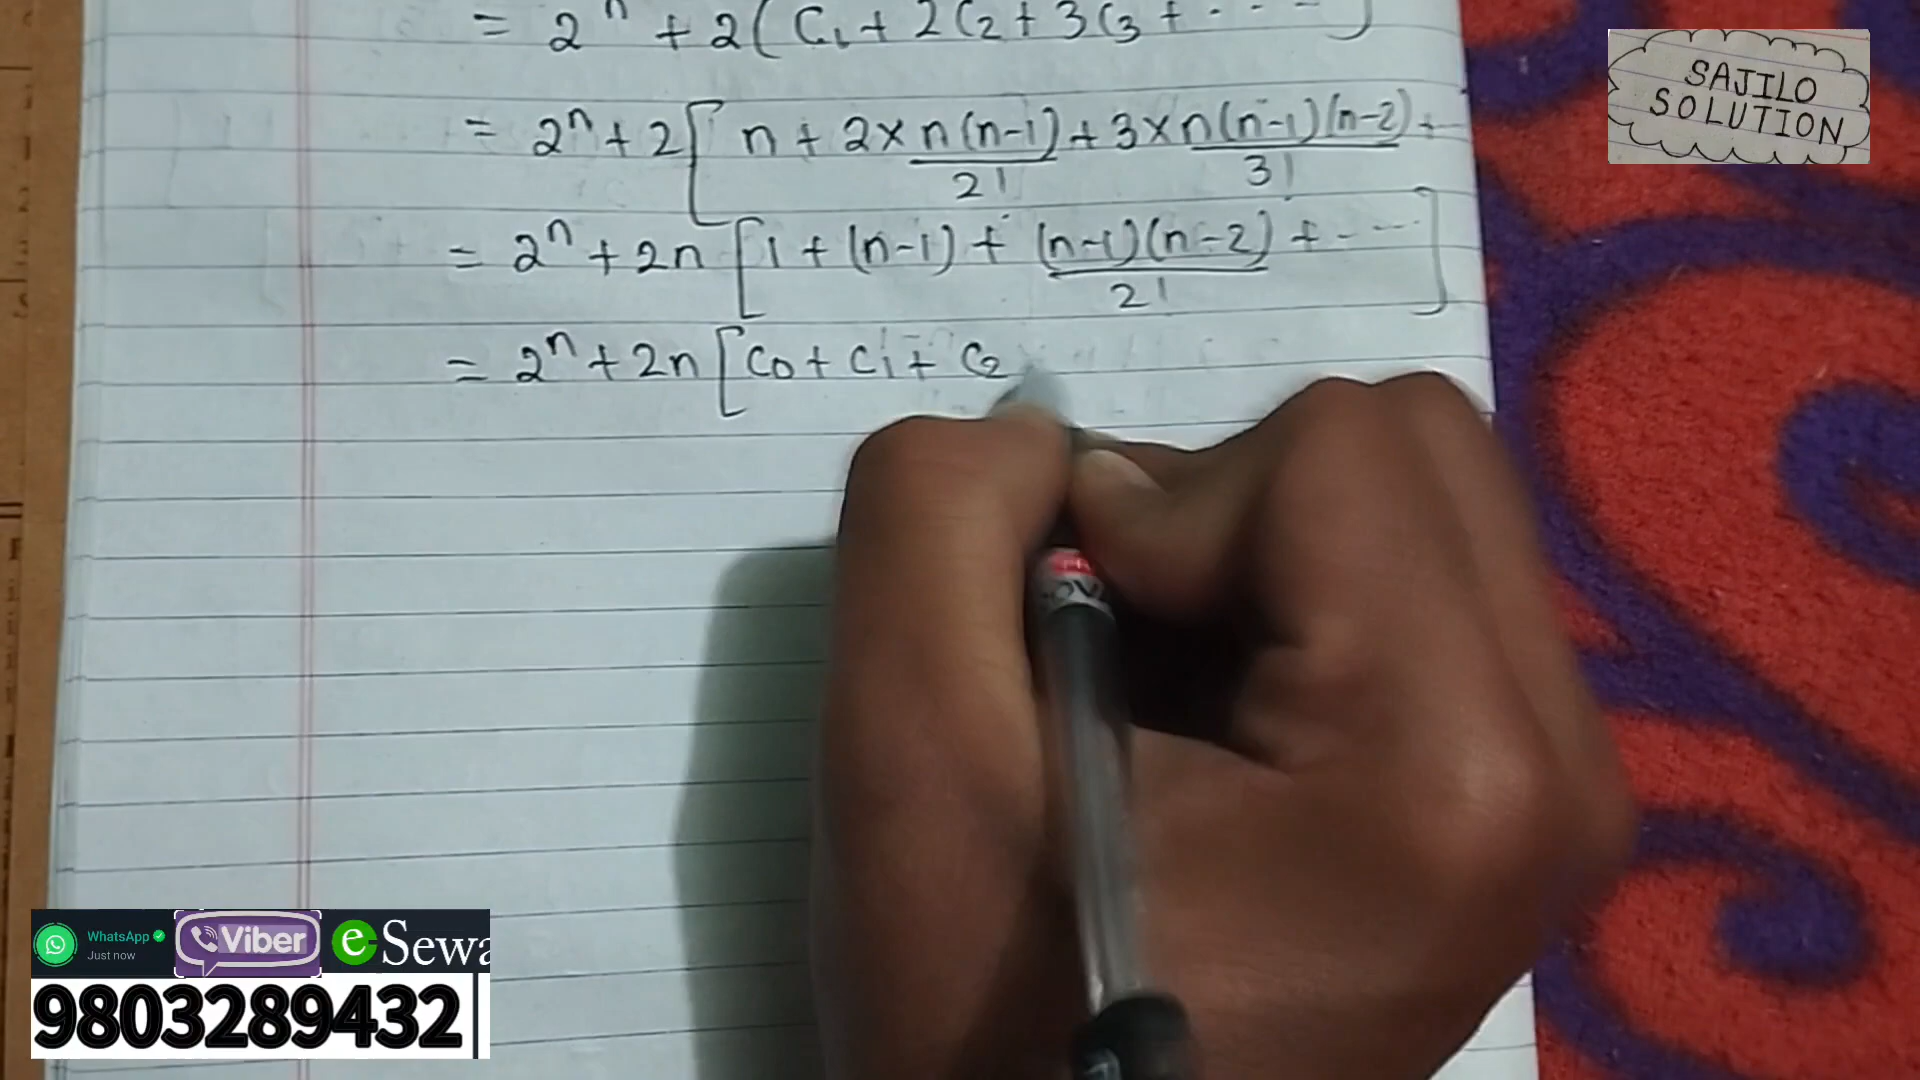 = 2ⁿ + 2(C₁ + 2C₂ + 3C₃ + ....)
SAJILO
SOLUTION
= 2ⁿ + 2[n + 2×n(n-1)/2! + 3×n(n-1)(n-2)/3! +
= 2ⁿ + 2n[1 + (n-1) + (n-1)(n-2)/2! + ----]
= 2ⁿ + 2n[C₀ + C₁ + C₂
WhatsApp
Just now
Viber
e-Sewa
9803289432